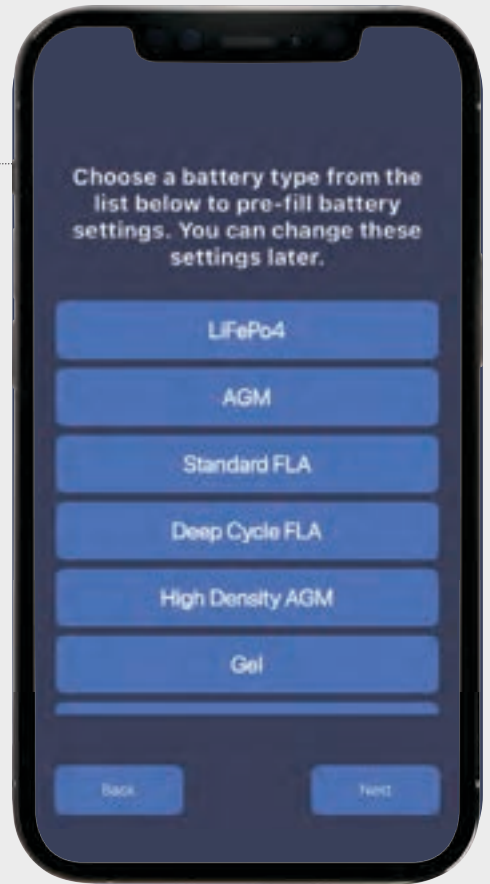 Choose a battery type from the
list below to pre-fill battery
settings. You can change these
settings later.
LiFePo4
AGM
Standard FLA
Deep Cycle FLA
High Density AGM
Gel
Back
Next